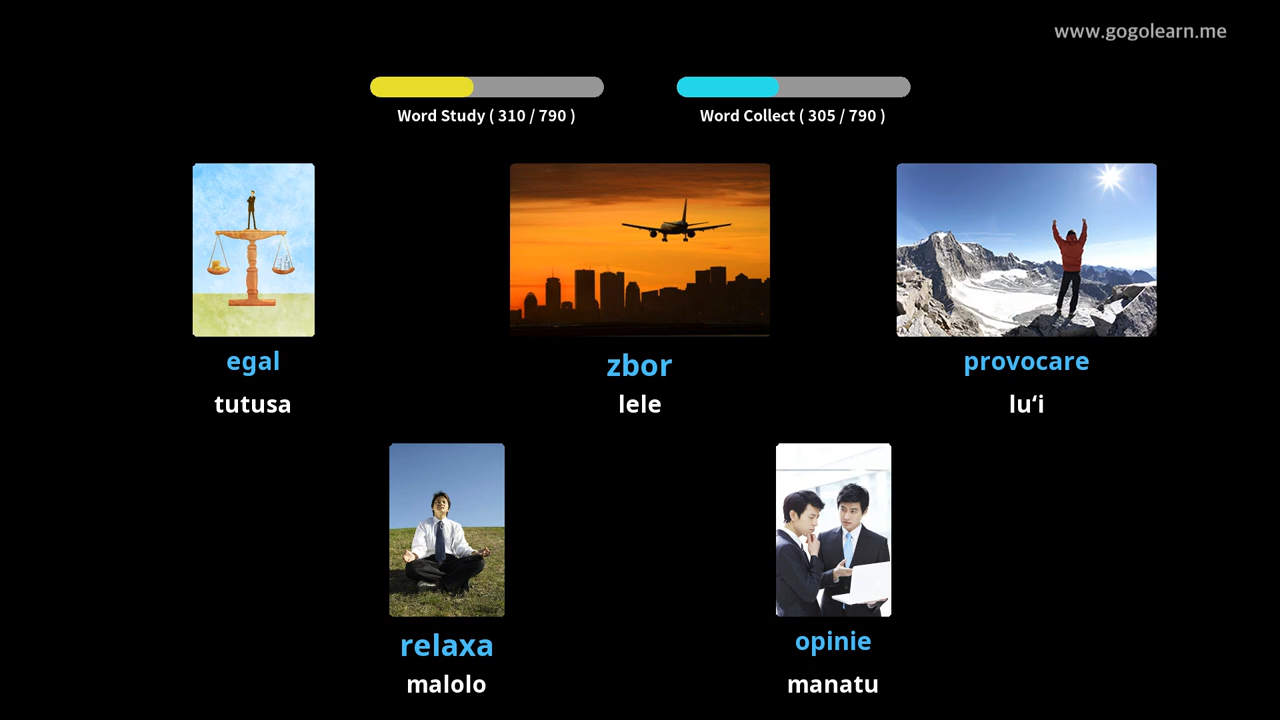 www.gogolearn.me
Word Study ( 310 / 790 )
Word Collect ( 305 / 790 )
egal
tutusa
zbor
lele
provocare
lu‘i
relaxa
malolo
opinie
manatu